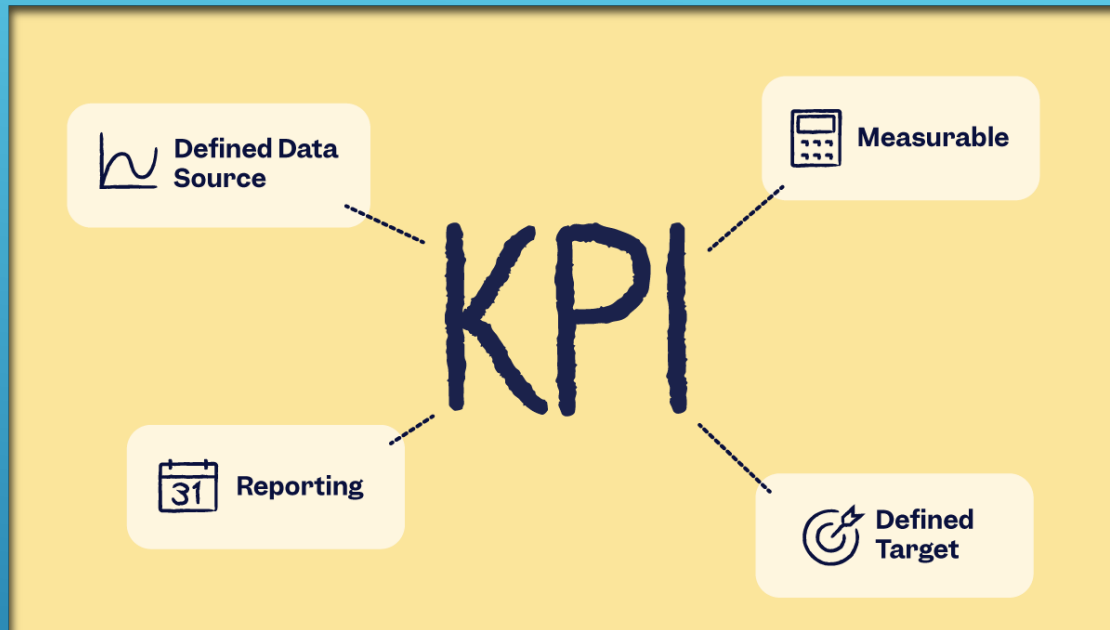 Defined Data
Source
Measurable
KPI
31
Reporting
Defined
Target